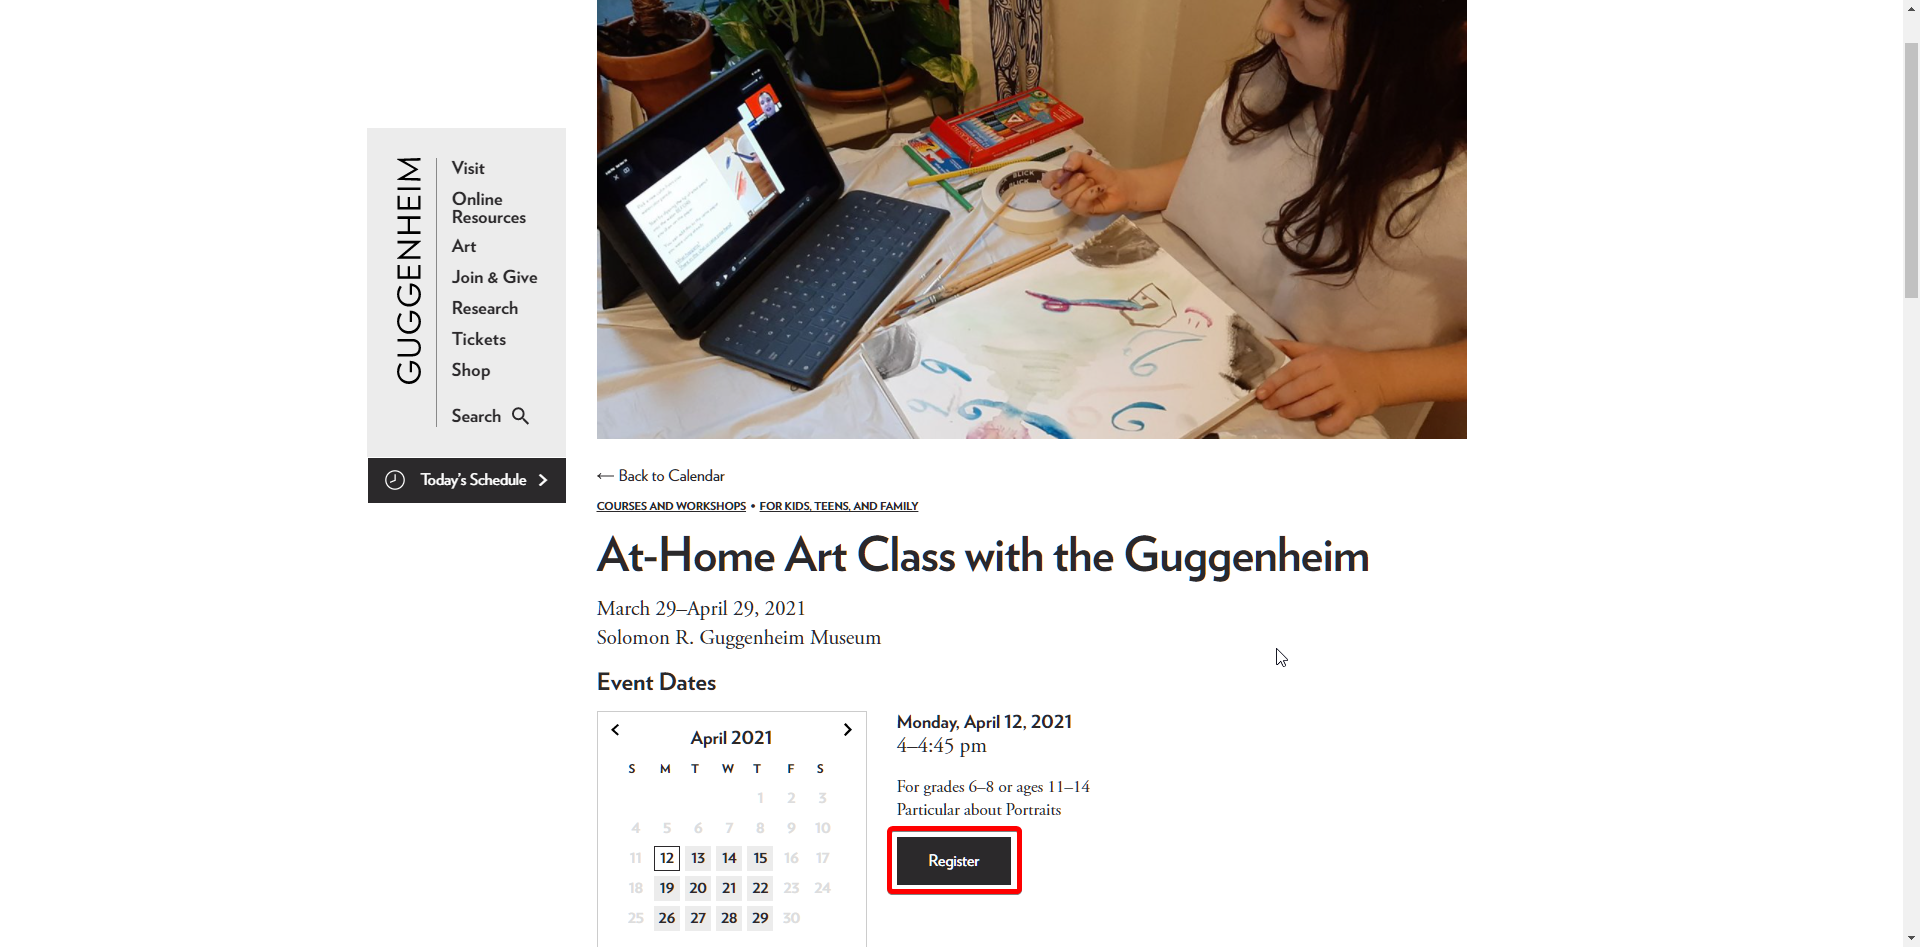 GUGGENHEIM
Visit
Online
Resources
Art
Join & Give
Research
Tickets
Shop
Search
Today's Schedule
BLICK
← Back to Calendar
COURSES AND WORKSHOPS • FOR KIDS, TEENS, AND FAMILY
At-Home Art Class with the Guggenheim
March 29–April 29, 2021
Solomon R. Guggenheim Museum
Event Dates
April 2021
S M T W T F S
1 2 3
4 5 6 7 8 9 10
11 12 13 14 15 16 17
18 19 20 21 22 23 24
25 26 27 28 29 30
Monday, April 12, 2021
4–4:45 pm
For grades 6–8 or ages 11–14
Particular about Portraits
Register